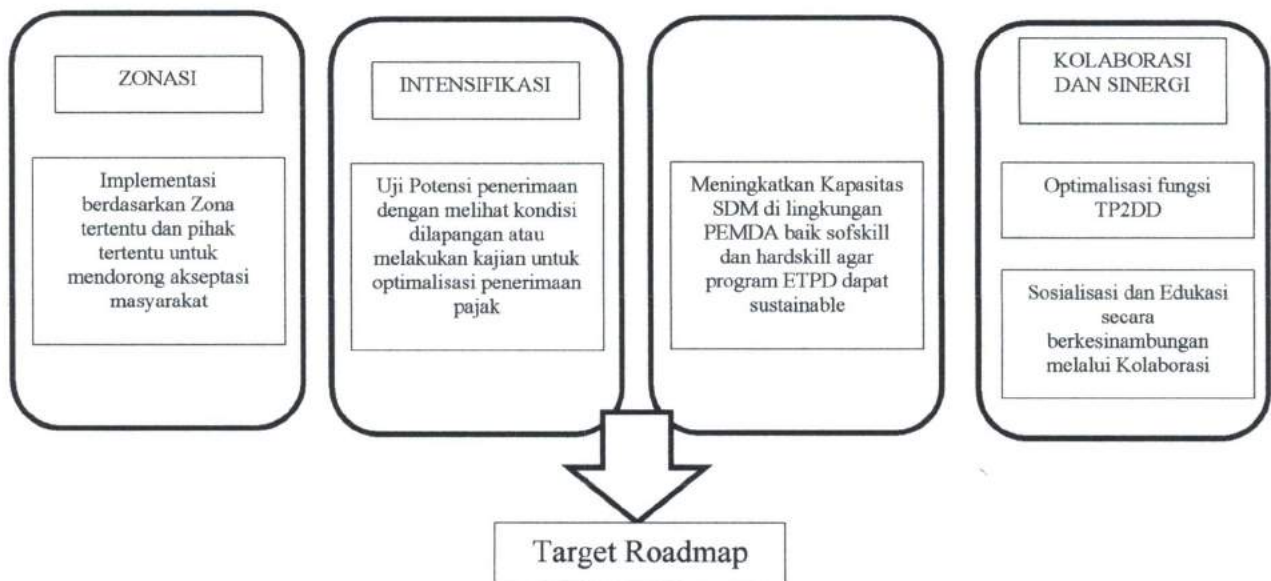 ZONASI
Implementasi
berdasarkan Zona
tertentu dan pihak
tertentu untuk
mendorong akseptasi
masyarakat
INTENSIFIKASI
Uji Potensi penerimaan
dengan melihat kondisi
dilapangan atau
melakukan kajian untuk
optimalisasi penerimaan
pajak
Meningkatkan Kapasitas
SDM di lingkungan
PEMDA baik sofskill
dan hardskill agar
program ETPD dapat
sustainable
KOLABORASI
DAN SINERGI
Optimalisasi fungsi
TP2DD
Sosialisasi dan Edukasi
secara
berkesinambungan
melalui Kolaborasi
Target Roadmap